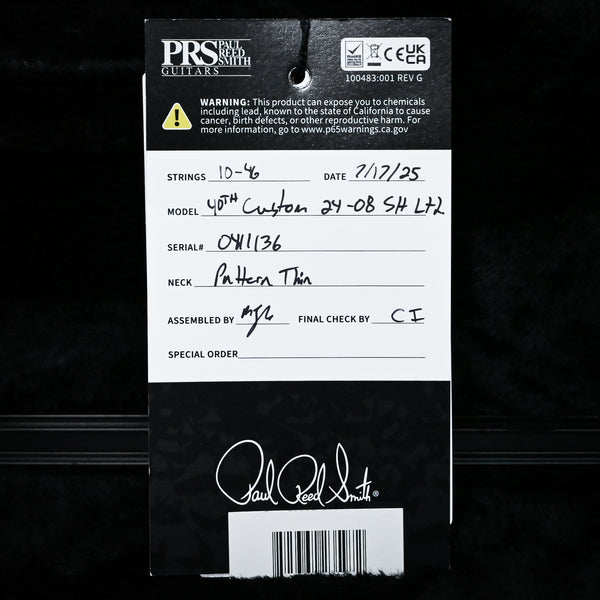 PRS PAUL REED SMITH
GUITARS
CE UK CA
100483:001 REV G
WARNING: This product can expose you to chemicals
including lead, known to the state of California to cause
cancer, birth defects, or other reproductive harm. For
more information, go to www.p65warnings.ca.gov
STRINGS 10-46 DATE 7/17/25
MODEL 40TH Custom 24-08 SH Ltd
SERIAL# 0411136
NECK Pattern Thin
ASSEMBLED BY FINAL CHECK BY CI
SPECIAL ORDER
Paul Reed Smith®